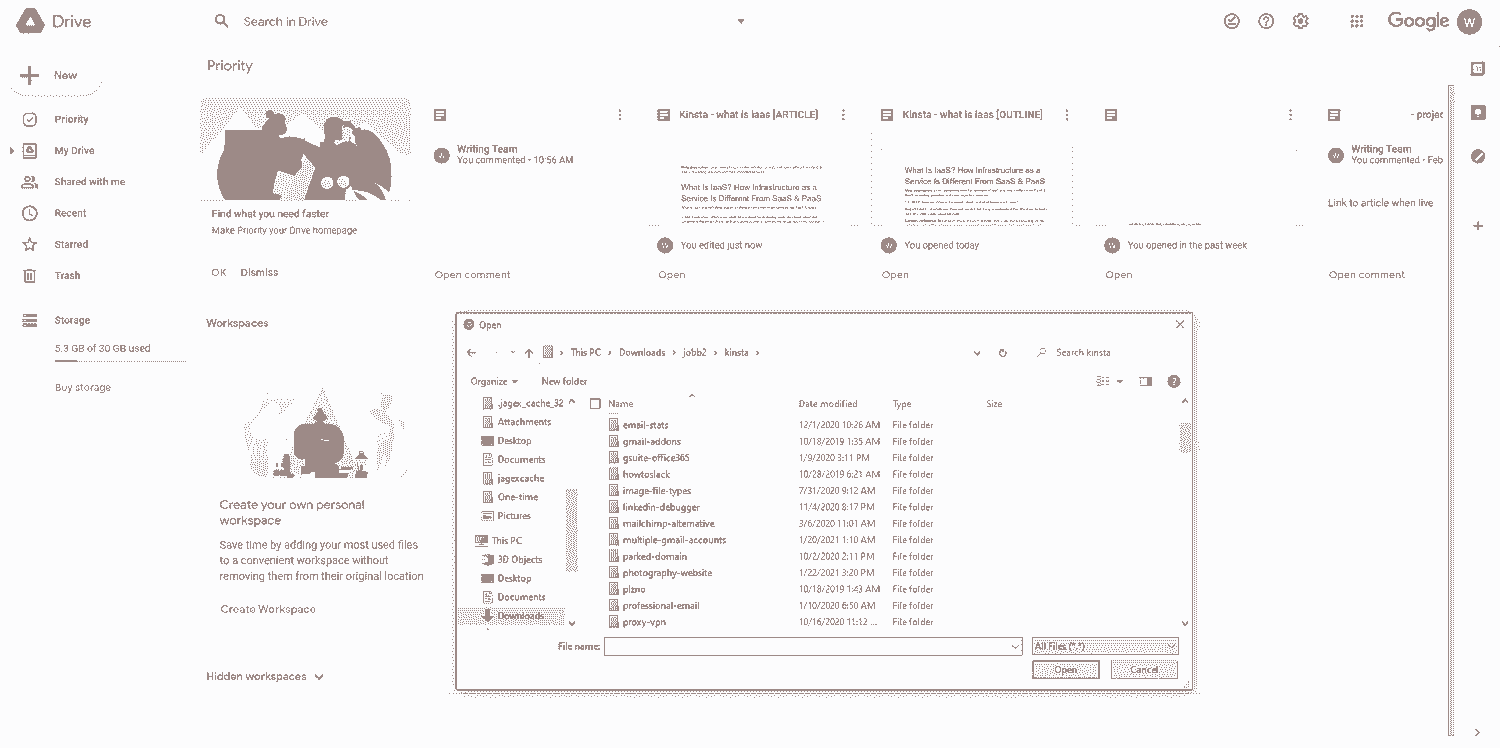 Drive
Search in Drive
Google
W
New
Priority
My Drive
Shared with me
Recent
Starred
Trash
Storage
5.3 GB of 30 GB used
Buy storage
Priority
Find what you need faster
Make Priority your Drive homepage
OK Dismiss
Writing Team
You commented • 10:56 AM
Open comment
Kinsta - what is iaas [ARTICLE]
What Is IaaS? How Infrastructure as a
Service Is Different From SaaS & PaaS
W You edited just now
Open
Kinsta - what is iaas [OUTLINE]
What Is IaaS? How Infrastructure as a
Service Is Different From SaaS & PaaS
W You opened today
Open
W You opened in the past week
Open
- projec
Writing Team
You commented • Feb
Link to article when live
Open comment
Workspaces
Create your own personal
workspace
Save time by adding your most used files
to a convenient workspace without
removing them from their original location
Create Workspace
Hidden workspaces
Open
This PC > Downloads > jobb2 > kinsta >
Search kinsta
Organize New folder
.jagex_cache_32
Attachments
Desktop
Documents
jagexcache
One-time
Pictures
This PC
3D Objects
Desktop
Documents
Downloads
Name Date modified Type Size
email-stats 12/1/2020 10:26 AM File folder
gmail-addons 10/18/2019 1:35 AM File folder
gsuite-office365 1/9/2020 3:11 PM File folder
howtoslack 10/28/2019 6:21 AM File folder
image-file-types 7/31/2020 9:12 AM File folder
linkedin-debugger 11/4/2020 8:17 PM File folder
mailchimp-alternative 3/6/2020 11:01 AM File folder
multiple-gmail-accounts 1/20/2021 1:10 AM File folder
parked-domain 10/2/2020 2:11 PM File folder
photography-website 1/22/2021 3:20 PM File folder
plzno 10/18/2019 1:43 AM File folder
professional-email 1/10/2020 6:50 AM File folder
proxy-vpn 10/16/2020 11:12 ... File folder
File name:
All Files (*.*)
Open Cancel